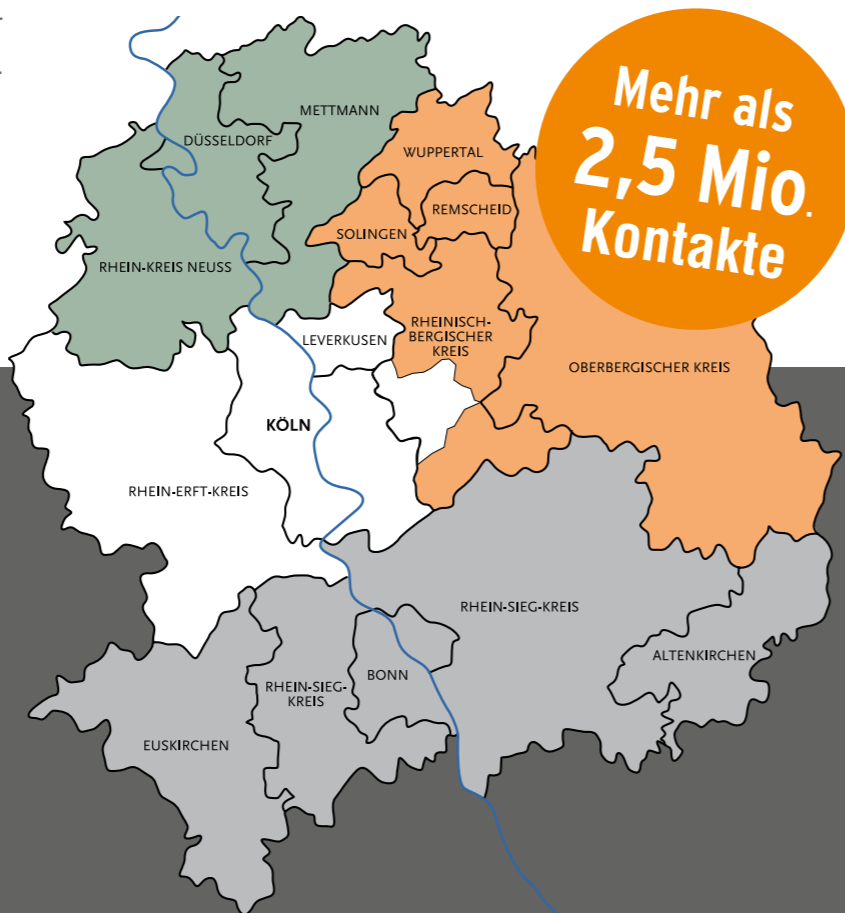 Mehr als
2,5 Mio.
Kontakte
METTMANN
DÜSSELDORF
WUPPERTAL
REMSCHEID
SOLINGEN
RHEIN-KREIS NEUSS
LEVERKUSEN
RHEINISCH-
BERGISCHER
KREIS
OBERBERGISCHER KREIS
KÖLN
RHEIN-ERFT-KREIS
RHEIN-SIEG-KREIS
ALTENKIRCHEN
BONN
RHEIN-SIEG-
KREIS
EUSKIRCHEN